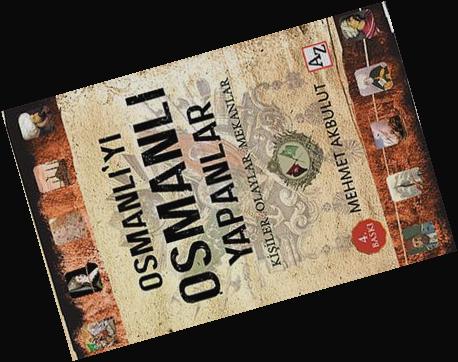 OSMANLI'YI
OSMANLI
YAPANLAR
KİŞİLER OLAYLAR MEKANLAR
MEHMET AKBULUT
4.
BASKI
AZ